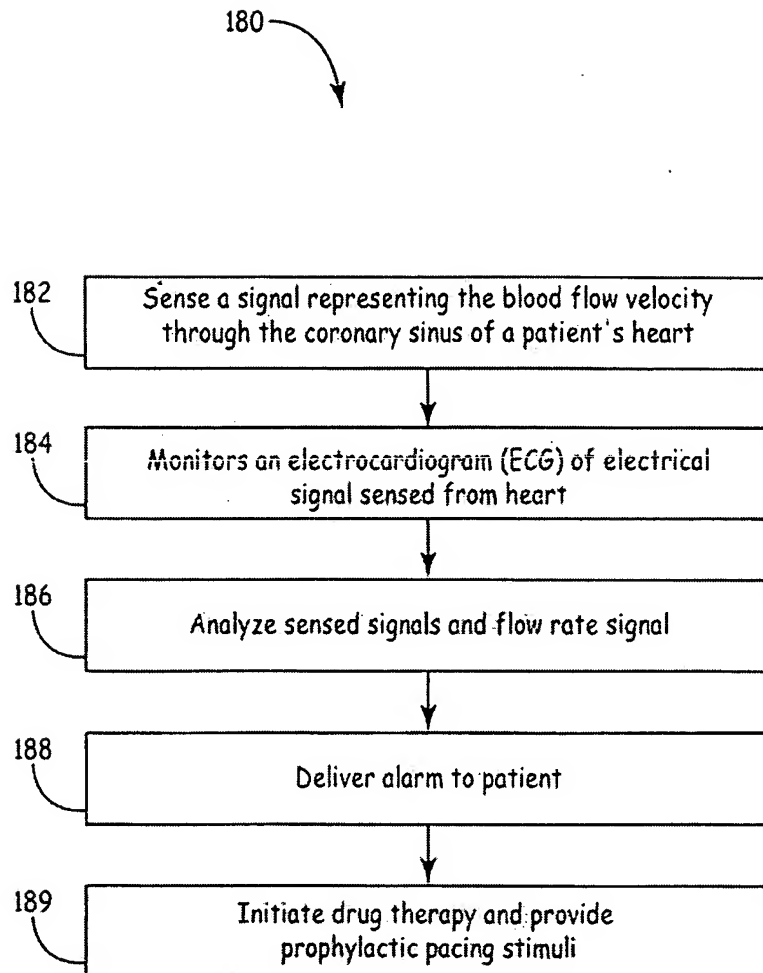 180
182
Sense a signal representing the blood flow velocity
through the coronary sinus of a patient's heart
184
Monitors an electrocardiogram (ECG) of electrical
signal sensed from heart
186
Analyze sensed signals and flow rate signal
188
Deliver alarm to patient
189
Initiate drug therapy and provide
prophylactic pacing stimuli